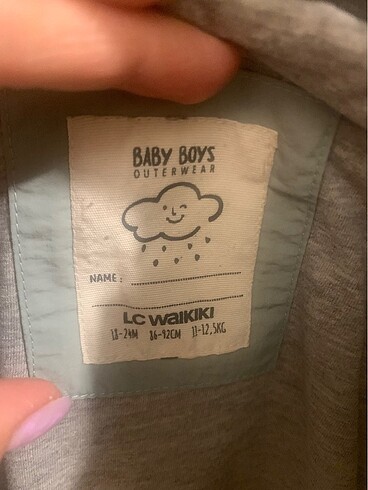 BABY BOYS
OUTERWEAR
NAME :
LC WAIKIKI
18-24M 86-92CM 11-12,5KG